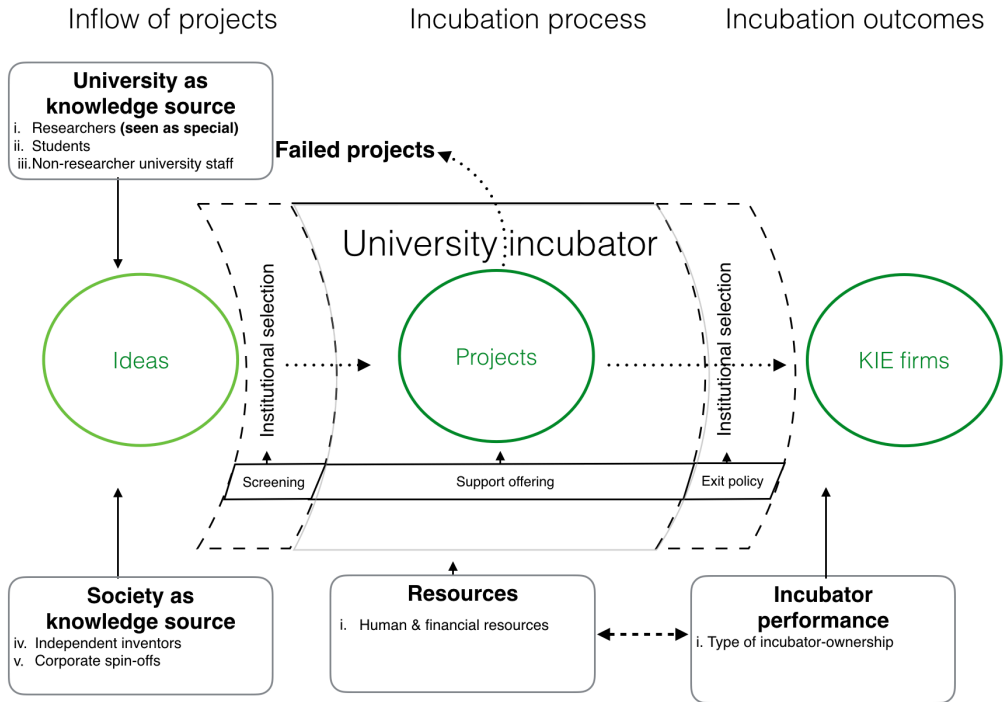 Inflow of projects
Incubation process
Incubation outcomes
University as
knowledge source
i. Researchers (seen as special)
ii. Students
iii.Non-researcher university staff
Failed projects
University incubator
Ideas
Institutional selection
Projects
Institutional selection
KIE firms
Screening
Support offering
Exit policy
Society as
knowledge source
iv. Independent inventors
v. Corporate spin-offs
Resources
i. Human & financial resources
Incubator
performance
i. Type of incubator-ownership